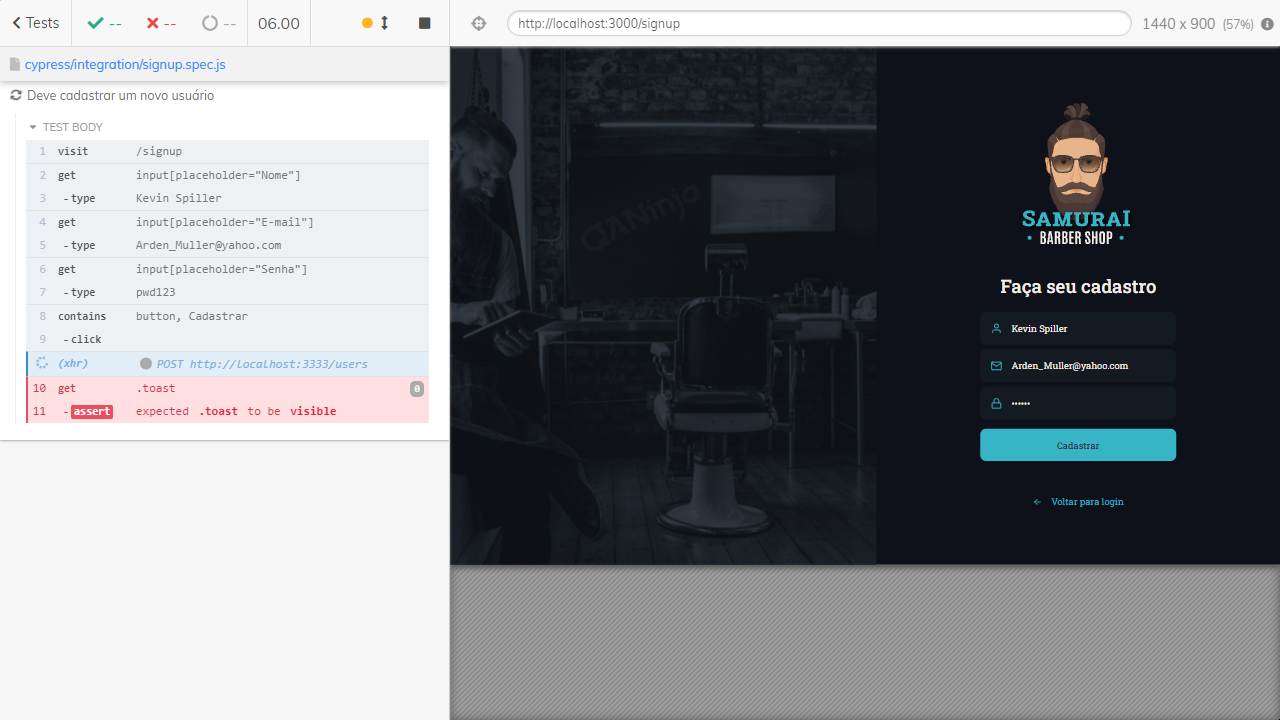 Tests
--
--
--
06.00
http://localhost:3000/signup
1440 x 900 (57%)
cypress/integration/signup.spec.js
Deve cadastrar um novo usuário
TEST BODY
1 visit /signup
2 get input[placeholder="Nome"]
3 -type Kevin Spiller
4 get input[placeholder="E-mail"]
5 -type Arden_Muller@yahoo.com
6 get input[placeholder="Senha"]
7 -type pwd123
8 contains button, Cadastrar
9 -click
(xhr) POST http://localhost:3333/users
10 get .toast 0
11 -assert expected .toast to be visible
QANinja
SAMURAI
• BARBER SHOP •
Faça seu cadastro
Kevin Spiller
Arden_Muller@yahoo.com
••••••
Cadastrar
Voltar para login